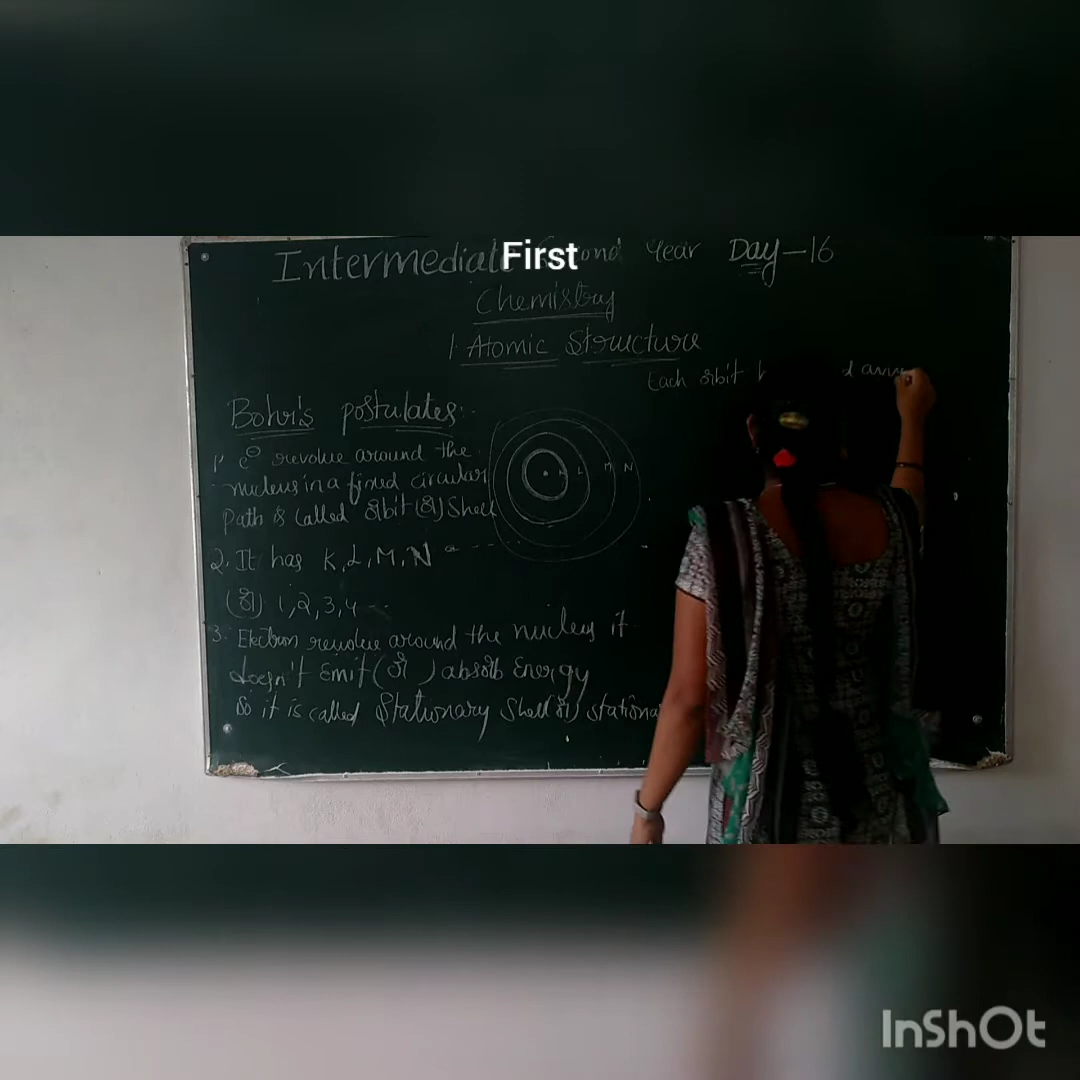 Intermediate First ond Year Day-16
Chemistry
1. Atomic Structure
Each orbit
Bohr's postulates:-
1. e⊖ revolve around the
nucleus in a fixed circular
path is called orbit (or) Shell
K L M N
2. It has K, L, M, N ---
(or) 1, 2, 3, 4 ---
3. Electron revolve around the nucleus it
doesn't emit (or) absorb Energy
So it is called Stationary Shell (or)
InShOt